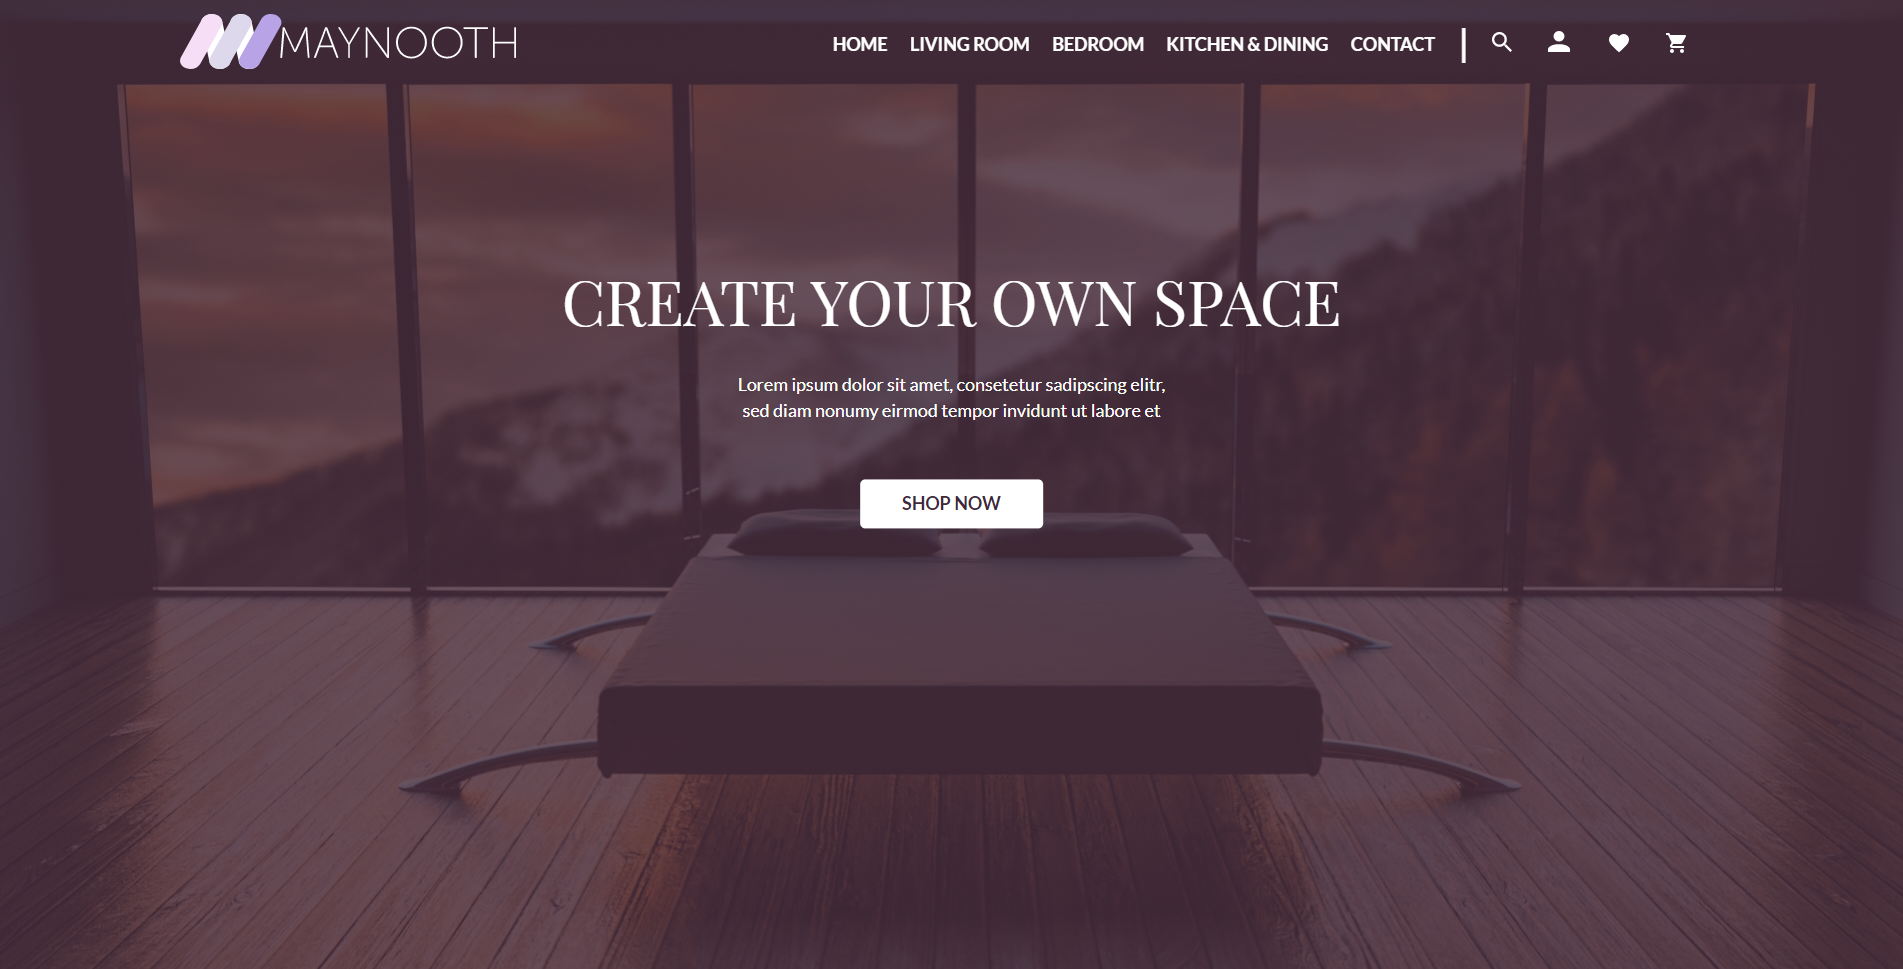 MAYNOOTH
HOME LIVING ROOM BEDROOM KITCHEN & DINING CONTACT
CREATE YOUR OWN SPACE
Lorem ipsum dolor sit amet, consetetur sadipscing elitr,
sed diam nonumy eirmod tempor invidunt ut labore et
SHOP NOW